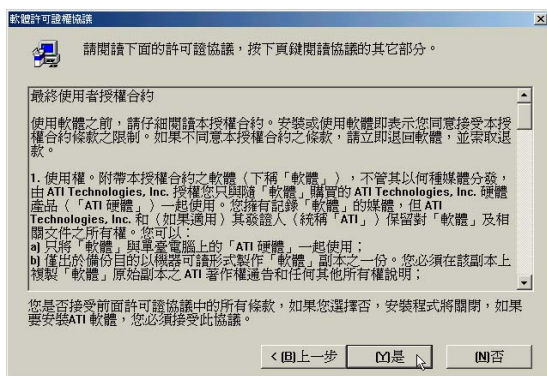 軟體許可證權協議
請閱讀下面的許可證協議，按下頁鍵閱讀協議的其它部分。
最終使用者授權合約
使用軟體之前，請仔細閱讀本授權合約。安裝或使用軟體即表示您同意接受本授
權合約條款之限制。如果不同意本授權合約之條款，請立即退回軟體，並索取退
款。
1. 使用權。附帶本授權合約之軟體（下稱「軟體」），不管其以何種媒體分發，
由 ATI Technologies, Inc. 授權您只與隨「軟體」購買的 ATI Technologies, Inc. 硬體
產品（「ATI 硬體」）一起使用。您擁有記錄「軟體」的媒體，但 ATI
Technologies, Inc. 和（如果適用）其發證人（統稱「ATI」）保留對「軟體」及相
關文件之所有權。您可以：
a) 只將「軟體」與單臺電腦上的「ATI 硬體」一起使用；
b) 僅出於備份目的以機器可讀形式製作「軟體」副本之一份。您必須在該副本上
複製「軟體」原始副本之 ATI 著作權通告和任何其他所有權說明；
您是否接受前面許可證協議中的所有條款，如果您選擇否，安裝程式將關閉，如果
要安裝ATI 軟體，您必須接受此協議。
< (B)上一步 (Y)是 (N)否